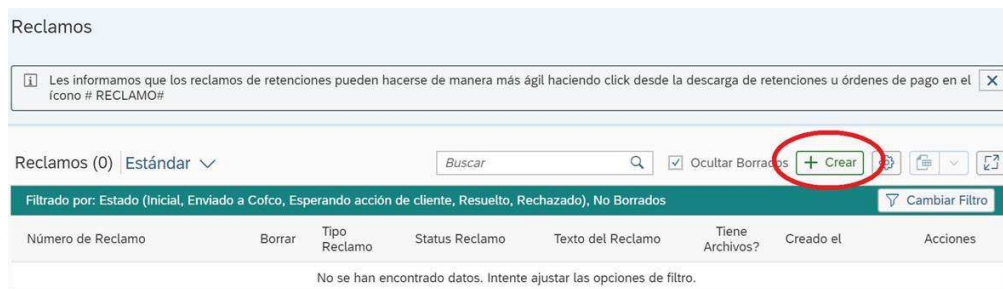 Reclamos
Les informamos que los reclamos de retenciones pueden hacerse de manera más ágil haciendo click desde la descarga de retenciones u órdenes de pago en el
ícono # RECLAMO#
Reclamos (0) Estándar Buscar Ocultar Borrados + Crear
Filtrado por: Estado (Inicial, Enviado a Cofco, Esperando acción de cliente, Resuelto, Rechazado), No Borrados Cambiar Filtro
Número de Reclamo Borrar Tipo Reclamo Status Reclamo Texto del Reclamo Tiene Archivos? Creado el Acciones
No se han encontrado datos. Intente ajustar las opciones de filtro.